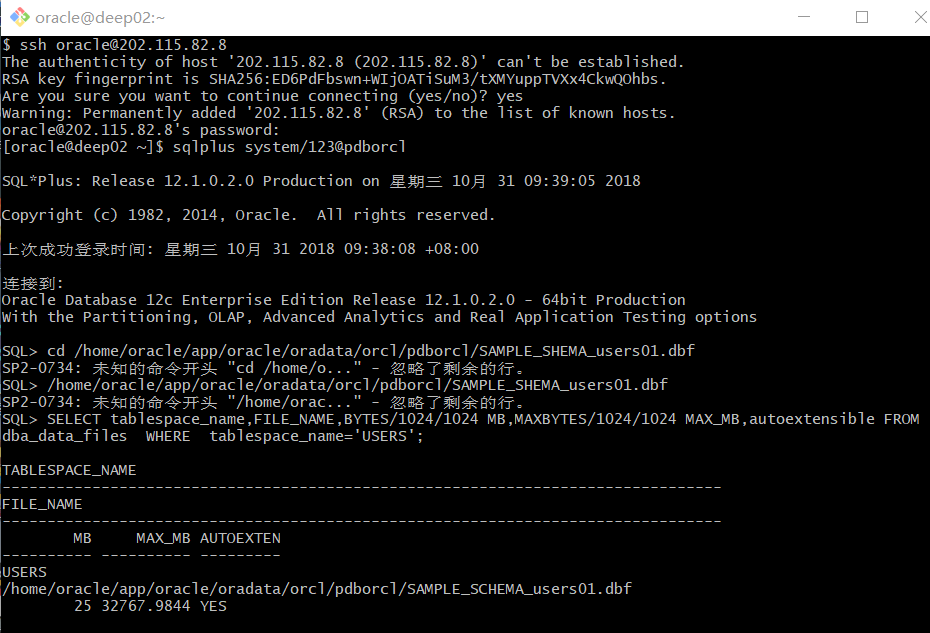 oracle@deep02:~
$ ssh oracle@202.115.82.8
The authenticity of host '202.115.82.8 (202.115.82.8)' can't be established.
RSA key fingerprint is SHA256:ED6PdFbswn+WIjOATiSuM3/tXMYuppTVXx4CkwQOhbs.
Are you sure you want to continue connecting (yes/no)? yes
Warning: Permanently added '202.115.82.8' (RSA) to the list of known hosts.
oracle@202.115.82.8's password:
[oracle@deep02 ~]$ sqlplus system/123@pdborcl
SQL*Plus: Release 12.1.0.2.0 Production on 星期三 10月 31 09:39:05 2018
Copyright (c) 1982, 2014, Oracle.  All rights reserved.
上次成功登录时间: 星期三 10月 31 2018 09:38:08 +08:00
连接到:
Oracle Database 12c Enterprise Edition Release 12.1.0.2.0 - 64bit Production
With the Partitioning, OLAP, Advanced Analytics and Real Application Testing options
SQL> cd /home/oracle/app/oracle/oradata/orcl/pdborcl/SAMPLE_SHEMA_users01.dbf
SP2-0734: 未知的命令开头 "cd /home/o..." - 忽略了剩余的行。
SQL> /home/oracle/app/oracle/oradata/orcl/pdborcl/SAMPLE_SHEMA_users01.dbf
SP2-0734: 未知的命令开头 "/home/orac..." - 忽略了剩余的行。
SQL> SELECT tablespace_name,FILE_NAME,BYTES/1024/1024 MB,MAXBYTES/1024/1024 MAX_MB,autoextensible FROM
dba_data_files  WHERE  tablespace_name='USERS';
TABLESPACE_NAME
--------------------------------------------------------------------------------
FILE_NAME
--------------------------------------------------------------------------------
        MB     MAX_MB AUTOEXTEN
---------- ---------- ---------
USERS
/home/oracle/app/oracle/oradata/orcl/pdborcl/SAMPLE_SCHEMA_users01.dbf
        25 32767.9844 YES